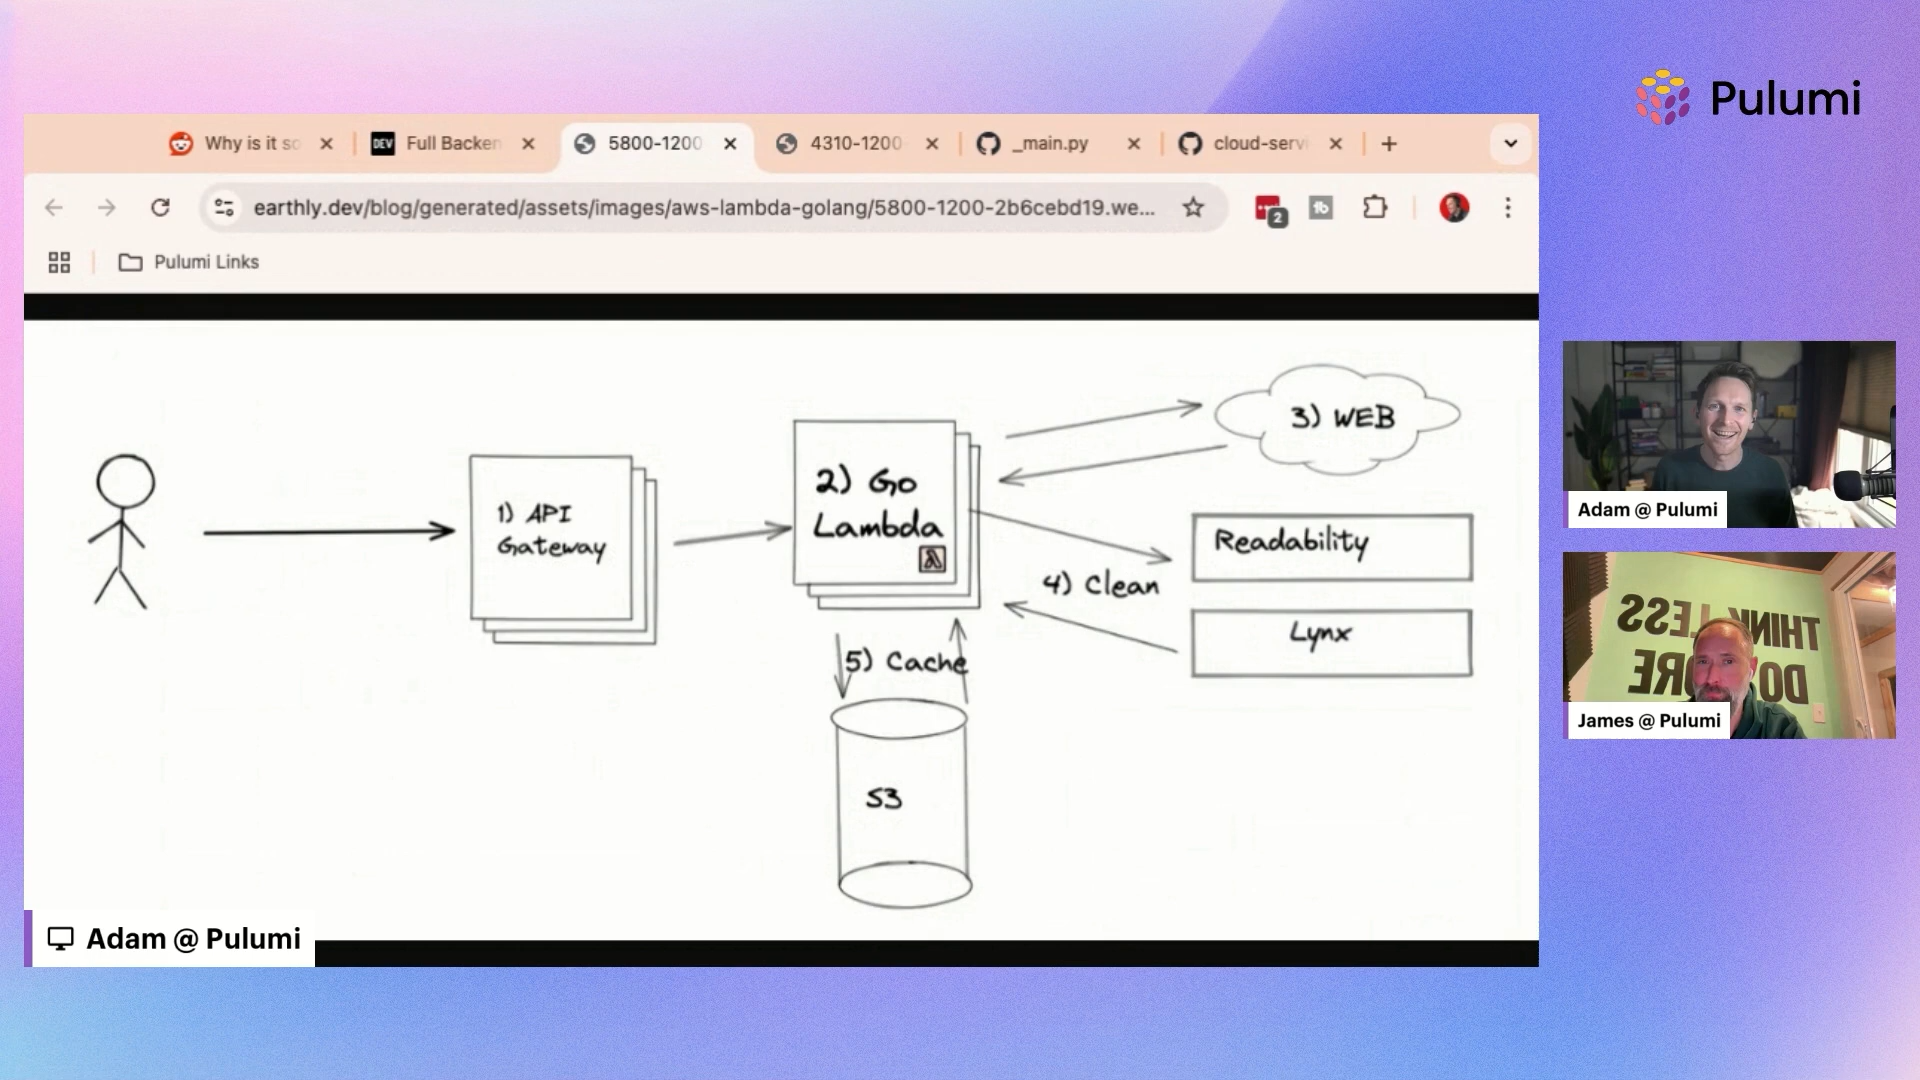 Pulumi
Why is it so
DEV
Full Backen
5800-1200
4310-1200
_main.py
cloud-servi
earthly.dev/blog/generated/assets/images/aws-lambda-golang/5800-1200-2b6cebd19.we...
2
Pulumi Links
1) API
Gateway
2) Go
Lambda
3) WEB
Readability
4) Clean
Lynx
5) Cache
S3
Adam @ Pulumi
THINK LESS
DO MORE
James @ Pulumi
Adam @ Pulumi